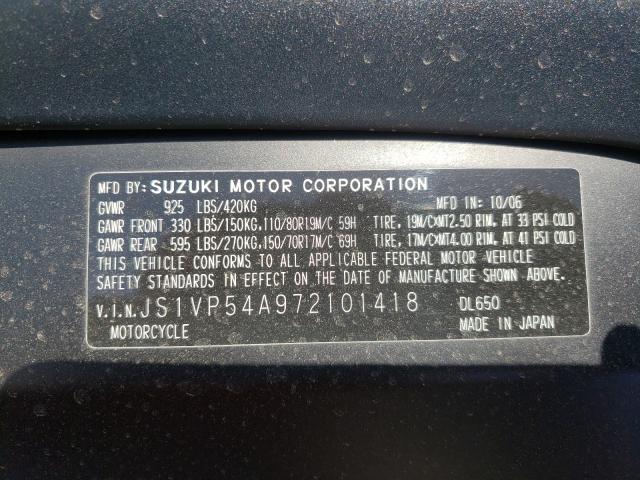 MFD BY: SUZUKI MOTOR CORPORATION MFD IN: 10/06
GVWR 925 LBS/420KG
GAWR FRONT 330 LBS/150KG, 110/80R19M/C 59H TIRE, 19M/CXMT2.50 RIM, AT 33 PSI COLD
GAWR REAR 595 LBS/270KG, 150/70R17M/C 69H TIRE, 17M/CXMT4.00 RIM, AT 41 PSI COLD
THIS VEHICLE CONFORMS TO ALL APPLICABLE FEDERAL MOTOR VEHICLE
SAFETY STANDARDS IN EFFECT ON THE DATE OF MANUFACTURE SHOWN ABOVE.
V.I.N. JS1VP54A972101418 DL650
MOTORCYCLE MADE IN JAPAN